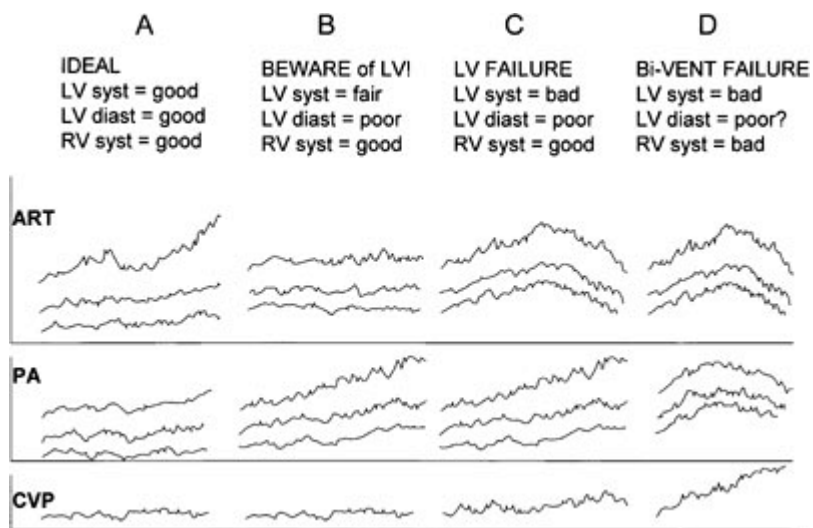 A
IDEAL
LV syst = good
LV diast = good
RV syst = good
B
BEWARE of LV!
LV syst = fair
LV diast = poor
RV syst = good
C
LV FAILURE
LV syst = bad
LV diast = poor
RV syst = good
D
Bi-VENT FAILURE
LV syst = bad
LV diast = poor?
RV syst = bad
ART
PA
CVP